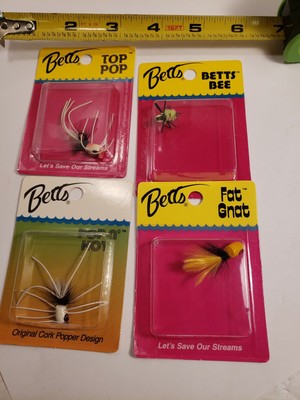 2 3 4 5 6
Betts
TOP
POP
Let's Save Our Streams
Betts
BETTS
BEE
Betts
Original Cork Popper Design
Betts
Fat
Gnat
Let's Save Our Streams